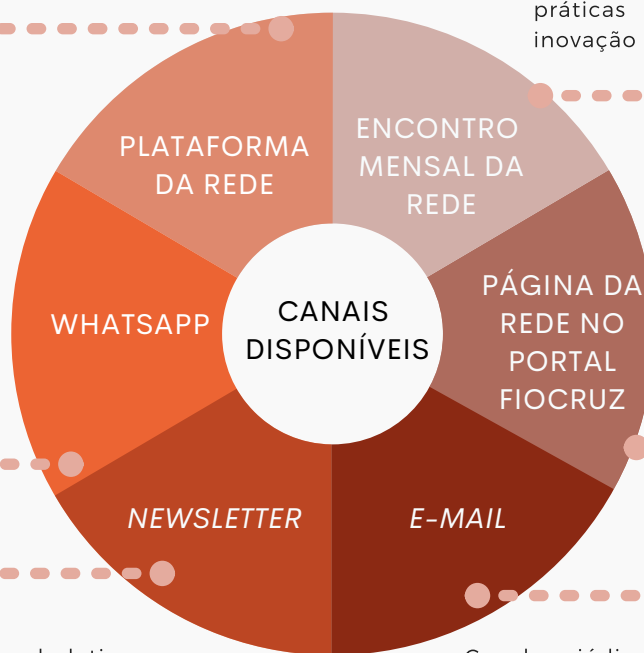 práticas
inovação
PLATAFORMA
DA REDE
ENCONTRO
MENSAL DA
REDE
PÁGINA DA
REDE NO
PORTAL
FIOCRUZ
WHATSAPP
CANAIS
DISPONÍVEIS
NEWSLETTER
E-MAIL